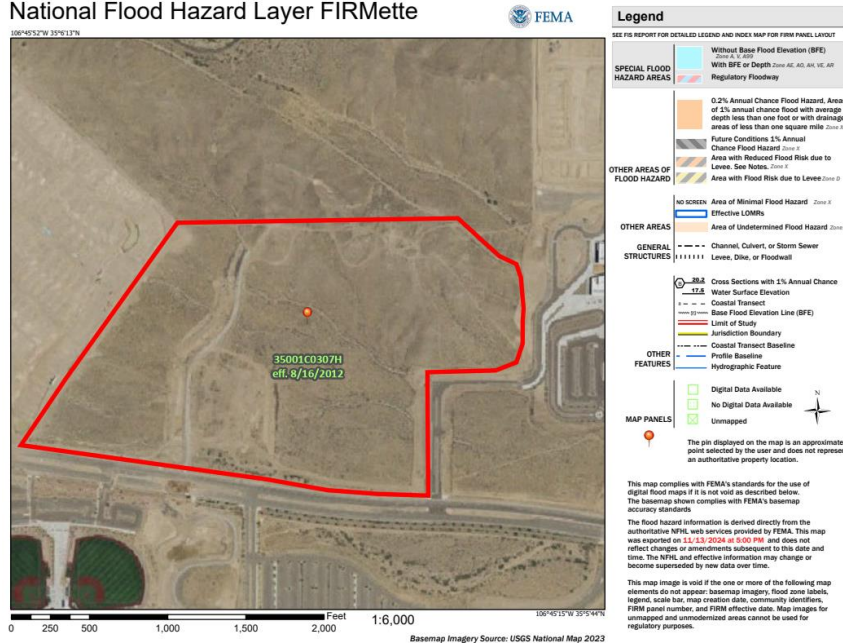 National Flood Hazard Layer FIRMette
FEMA
106°45'52"W 35°6'13"N
35001C0307H
eff. 8/16/2012
Feet
0 250 500 1,000 1,500 2,000
1:6,000
106°45'15"W 35°5'44"N
Basemap Imagery Source: USGS National Map 2023
Legend
SEE FIS REPORT FOR DETAILED LEGEND AND INDEX MAP FOR FIRM PANEL LAYOUT
SPECIAL FLOOD
HAZARD AREAS
Without Base Flood Elevation (BFE)
Zone A, V, A99
With BFE or Depth Zone AE, AO, AH, VE, AR
Regulatory Floodway
OTHER AREAS OF
FLOOD HAZARD
0.2% Annual Chance Flood Hazard, Areas
of 1% annual chance flood with average
depth less than one foot or with drainage
areas of less than one square mile Zone X
Future Conditions 1% Annual
Chance Flood Hazard Zone X
Area with Reduced Flood Risk due to
Levee. See Notes. Zone X
Area with Flood Risk due to Levee Zone D
OTHER AREAS
NO SCREEN Area of Minimal Flood Hazard Zone X
Effective LOMRs
Area of Undetermined Flood Hazard Zone
GENERAL
STRUCTURES
Channel, Culvert, or Storm Sewer
Levee, Dike, or Floodwall
OTHER
FEATURES
20.2 Cross Sections with 1% Annual Chance
17.5 Water Surface Elevation
Coastal Transect
Base Flood Elevation Line (BFE)
Limit of Study
Jurisdiction Boundary
Coastal Transect Baseline
Profile Baseline
Hydrographic Feature
MAP PANELS
Digital Data Available
No Digital Data Available
Unmapped
N
The pin displayed on the map is an approximate
point selected by the user and does not represent
an authoritative property location.
This map complies with FEMA's standards for the use of
digital flood maps if it is not void as described below.
The basemap shown complies with FEMA's basemap
accuracy standards
The flood hazard information is derived directly from the
authoritative NFHL web services provided by FEMA. This map
was exported on 11/13/2024 at 5:00 PM and does not
reflect changes or amendments subsequent to this date and
time. The NFHL and effective information may change or
become superseded by new data over time.
This map image is void if the one or more of the following map
elements do not appear: basemap imagery, flood zone labels,
legend, scale bar, map creation date, community identifiers,
FIRM panel number, and FIRM effective date. Map images for
unmapped and unmodernized areas cannot be used for
regulatory purposes.